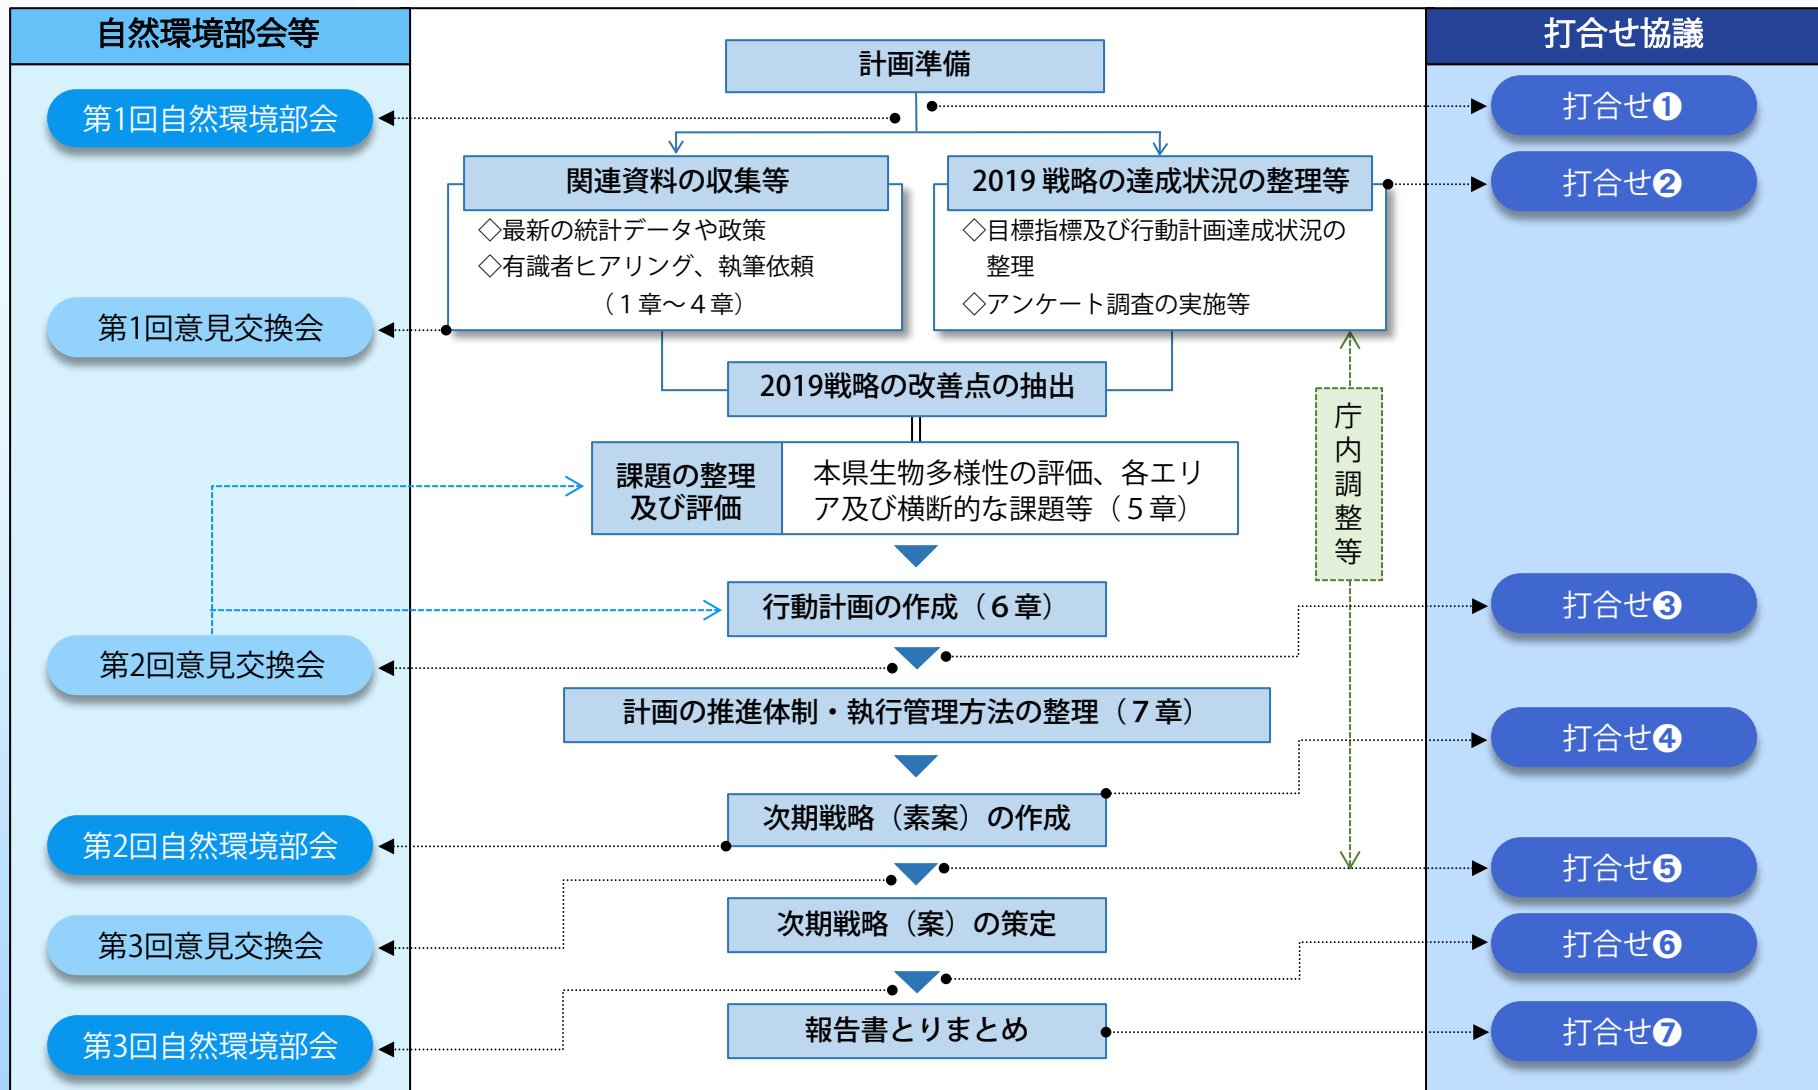 自然環境部会等
打合せ協議
計画準備
第1回自然環境部会
打合せ❶
関連資料の収集等
2019 戦略の達成状況の整理等
打合せ❷
◇最新の統計データや政策
◇有識者ヒアリング、執筆依頼
（１章～４章）
◇目標指標及び行動計画達成状況の
整理
◇アンケート調査の実施等
第1回意見交換会
2019戦略の改善点の抽出
庁内調整等
課題の整理
及び評価
本県生物多様性の評価、各エリ
ア及び横断的な課題等（５章）
行動計画の作成（６章）
打合せ❸
第2回意見交換会
計画の推進体制・執行管理方法の整理（７章）
打合せ❹
次期戦略（素案）の作成
第2回自然環境部会
打合せ❺
次期戦略（案）の策定
第3回意見交換会
打合せ❻
報告書とりまとめ
第3回自然環境部会
打合せ❼